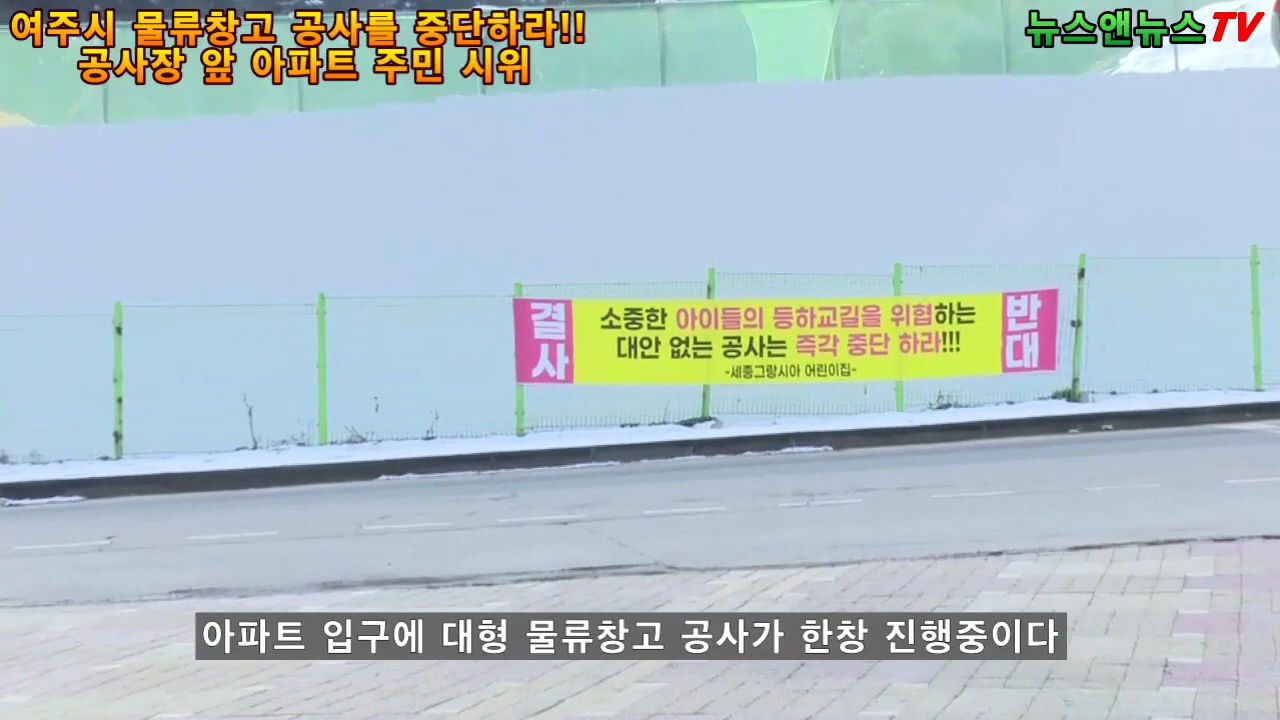 여주시 물류창고 공사를 중단하라!!
공사장 앞 아파트 주민 시위
뉴스앤뉴스TV
결사
소중한 아이들의 등하교길을 위협하는
대안 없는 공사는 즉각 중단 하라!!!
-세종그랑시아 어린이집-
반대
아파트 입구에 대형 물류창고 공사가 한창 진행중이다